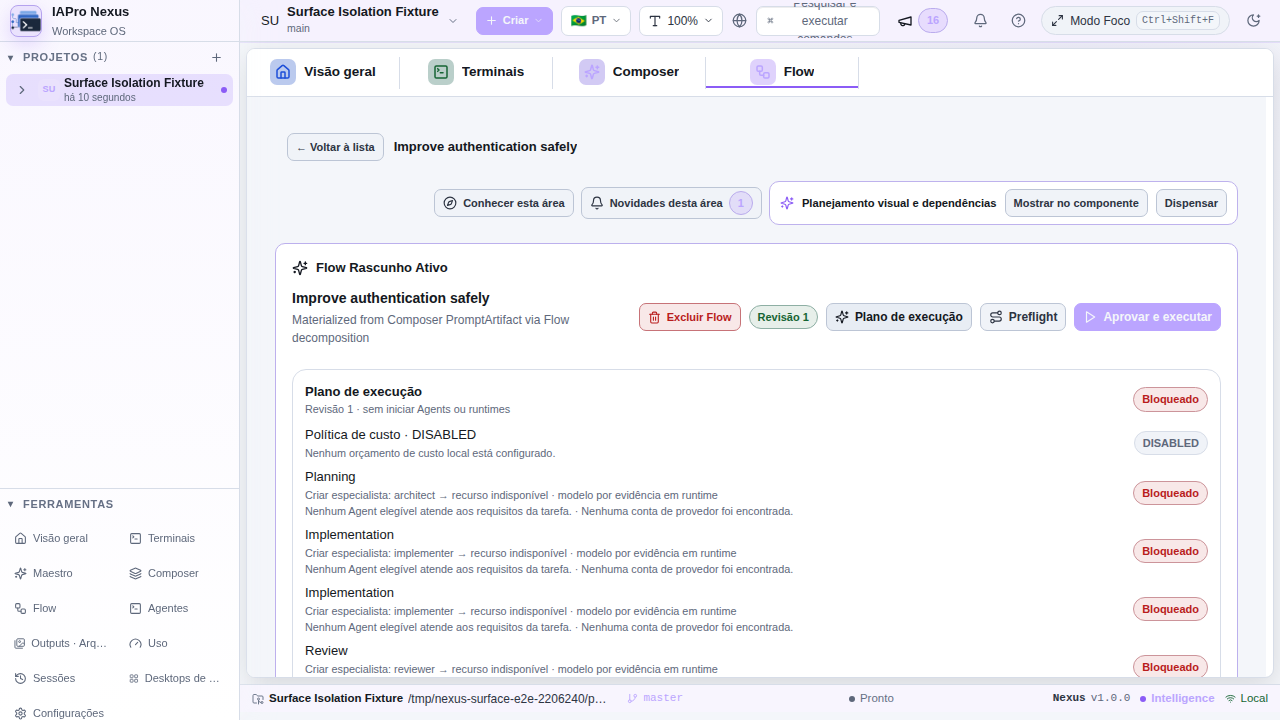 IAPro Nexus
Workspace OS
PROJETOS (1)
SU
Surface Isolation Fixture
há 10 segundos
FERRAMENTAS
Visão geral
Terminais
Maestro
Composer
Flow
Agentes
Outputs · Arq…
Uso
Sessões
Desktops de …
Configurações
SU
Surface Isolation Fixture
main
Criar
PT
100%
⌘
Pesquisar e
executar
comandos
16
Modo Foco Ctrl+Shift+F
Visão geral
Terminais
Composer
Flow
← Voltar à lista
Improve authentication safely
Conhecer esta área
Novidades desta área 1
Planejamento visual e dependências
Mostrar no componente
Dispensar
Flow Rascunho Ativo
Improve authentication safely
Materialized from Composer PromptArtifact via Flow
decomposition
Excluir Flow
Revisão 1
Plano de execução
Preflight
Aprovar e executar
Plano de execução
Revisão 1 · sem iniciar Agents ou runtimes
Bloqueado
Política de custo · DISABLED
Nenhum orçamento de custo local está configurado.
DISABLED
Planning
Criar especialista: architect → recurso indisponível · modelo por evidência em runtime
Nenhum Agent elegível atende aos requisitos da tarefa. · Nenhuma conta de provedor foi encontrada.
Bloqueado
Implementation
Criar especialista: implementer → recurso indisponível · modelo por evidência em runtime
Nenhum Agent elegível atende aos requisitos da tarefa. · Nenhuma conta de provedor foi encontrada.
Bloqueado
Implementation
Criar especialista: implementer → recurso indisponível · modelo por evidência em runtime
Nenhum Agent elegível atende aos requisitos da tarefa. · Nenhuma conta de provedor foi encontrada.
Bloqueado
Review
Criar especialista: reviewer → recurso indisponível · modelo por evidência em runtime
Bloqueado
Surface Isolation Fixture /tmp/nexus-surface-e2e-2206240/p…
master
Pronto
Nexus v1.0.0
Intelligence
Local